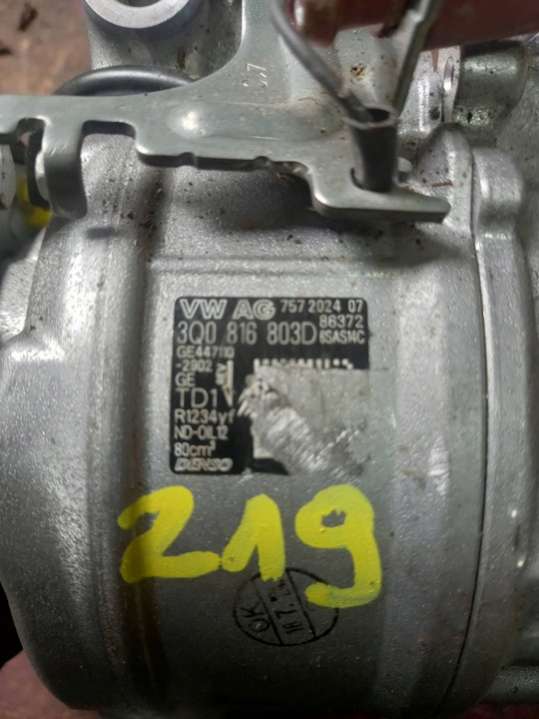 VW AG 757 2024 07
86372
3Q0 816 803D 6SAS14C
GE447110
-2902
GE
TD1
R1234yf
ND-OIL12
80cm³
DENSO
219
OK